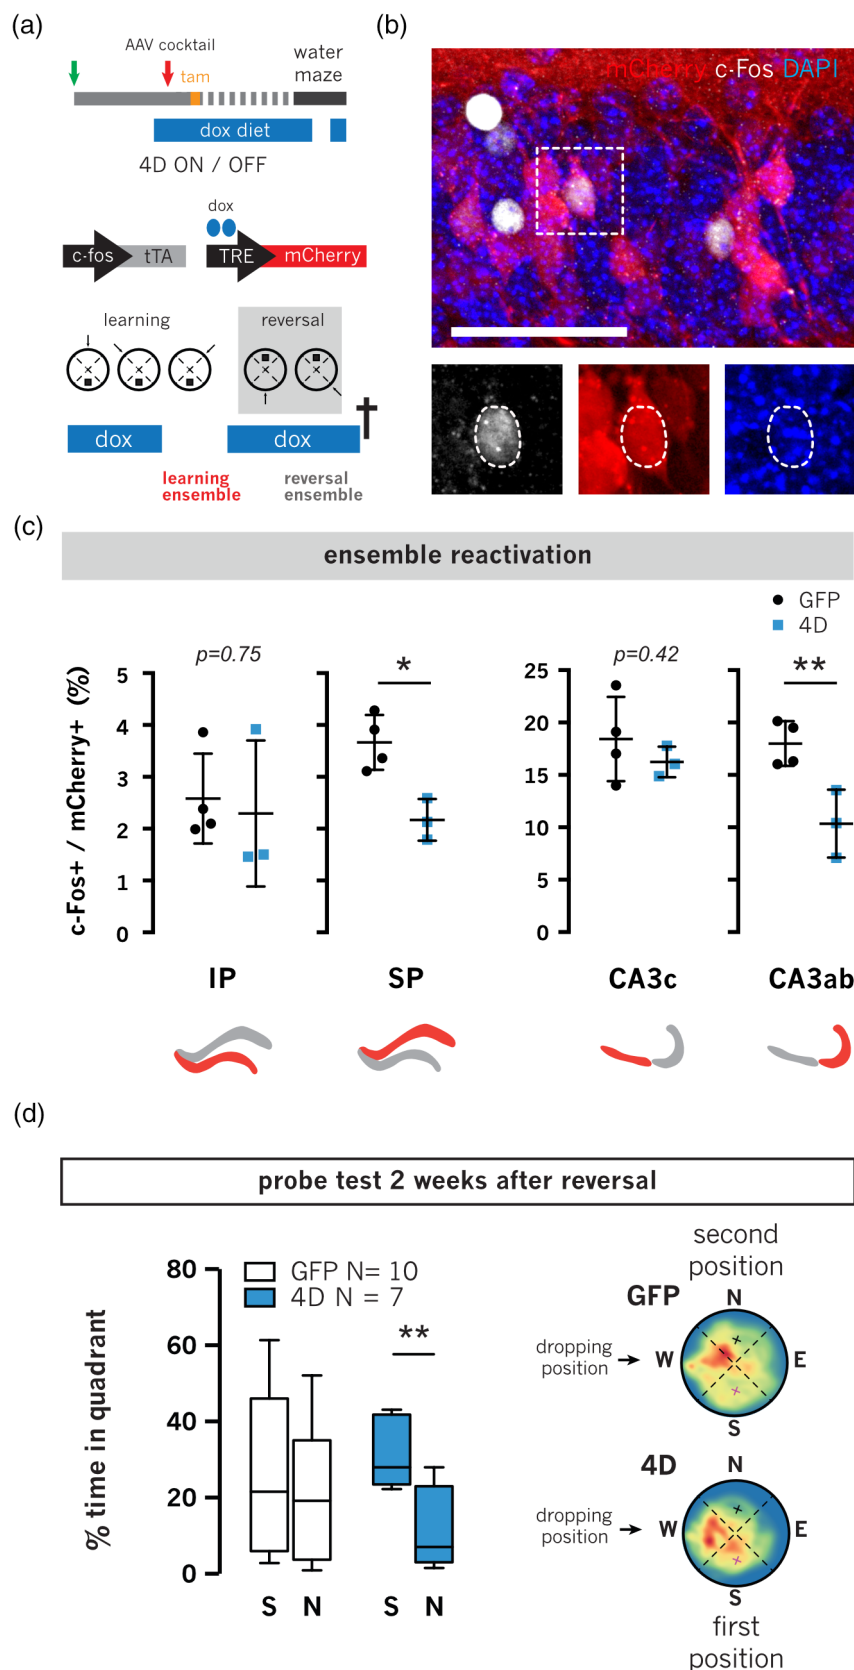 (a)
AAV cocktail
water
maze
tam
dox diet
4D ON / OFF
dox
c-fos
tTA
TRE
mCherry
learning
reversal
dox
dox
learning
ensemble
reversal
ensemble
(b)
mCherry c-Fos DAPI
(c)
ensemble reactivation
GFP
4D
c-Fos+ / mCherry+ (%)
5
4
3
2
1
0
p=0.75
*
25
20
15
10
5
0
p=0.42
**
IP
SP
CA3c
CA3ab
(d)
probe test 2 weeks after reversal
% time in quadrant
80
60
40
20
0
GFP N= 10
4D N = 7
**
S
N
S
N
second
position
GFP
N
dropping
position
W
E
S
4D
N
dropping
position
W
E
S
first
position